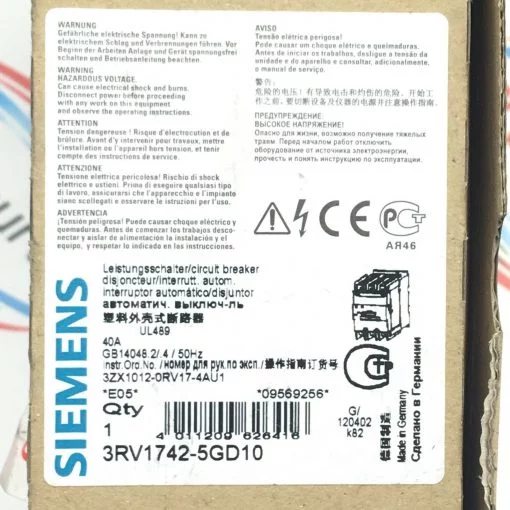 WARNUNG
Gefährliche elektrische Spannung! Kann zu
elektrischem Schlag und Verbrennungen führen. Vor
Beginn der Arbeiten Anlage und Gerät spannungsfrei
schalten und Betriebsanleitung beachten.
WARNING
HAZARDOUS VOLTAGE.
Can cause electrical shock and burns.
Disconnect power before proceeding
with any work on this equipment
and observe the operating instructions.
ATTENTION
Tension dangereuse ! Risque d'électrocution et de
brûlure. Avant d'y intervenir pour travaux, mettre
l'installation ou l'appareil hors tension, et tenir
compte des instructions de service.
ATTENZIONE
Tensione elettrica pericolosa! Rischio di shock
elettrico e ustioni. Prima di eseguire qualsiasi tipo
di lavoro, assicurarsi che l'apparecchio e l'impianto
siano scollegati e osservare le istruzioni per l'uso.
ADVERTENCIA
¡Tensión peligrosa! Puede causar choque eléctrico y
quemaduras. Antes de comenzar los trabajos desco-
nectar y aislar de alimentación la instalación o el
equipo y seguir lo indicado en las instrucciones.
AVISO
Tensão elétrica perigosa!
Pode causar um choque elétrico e queimaduras.
Antes de iniciar os trabalhos, desligue a tensão da
unidade e do aparelho e consultar, adicionalmente,
o manual de serviço.
警告:
危险的电压! 有导致电击和灼伤的危险。开始工
作之前, 要切断设备及仪器的电源并注意操作指南。
ПРЕДУПРЕЖДЕНИЕ
ВЫСОКОЕ НАПРЯЖЕНИЕ!
Опасно для жизни, возможно получение тяжелых
травм. Перед началом работ отключить
оборудование от источника электроэнергии,
прочесть и понять инструкцию по эксплуатации.
CE
РСТ
АЯ46
SIEMENS
Leistungsschalter/circuit breaker
disjoncteur/interrutt. autom.
interruptor automático/disjuntor
автоматич. выключ-ль
塑料外壳式断路器
UL489
40A
GB14048.2/.4 / 50Hz
Instr.Oro.No./номер для рук.по эксп./操作指南订货号
3ZX1012-0RV17-4AU1
*E05* *09569256*
Qty
1
4 011209 626416
3RV1742-5GD10
G/
120402
k82
德国制造
Made in Germany
Сделано в Германии